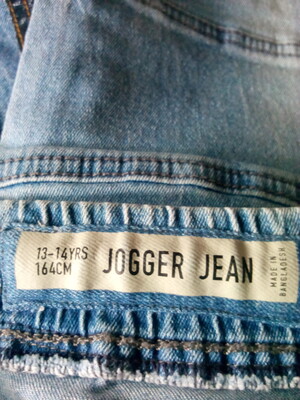 13-14YRS
164CM
JOGGER JEAN
MADE IN
BANGLADESH